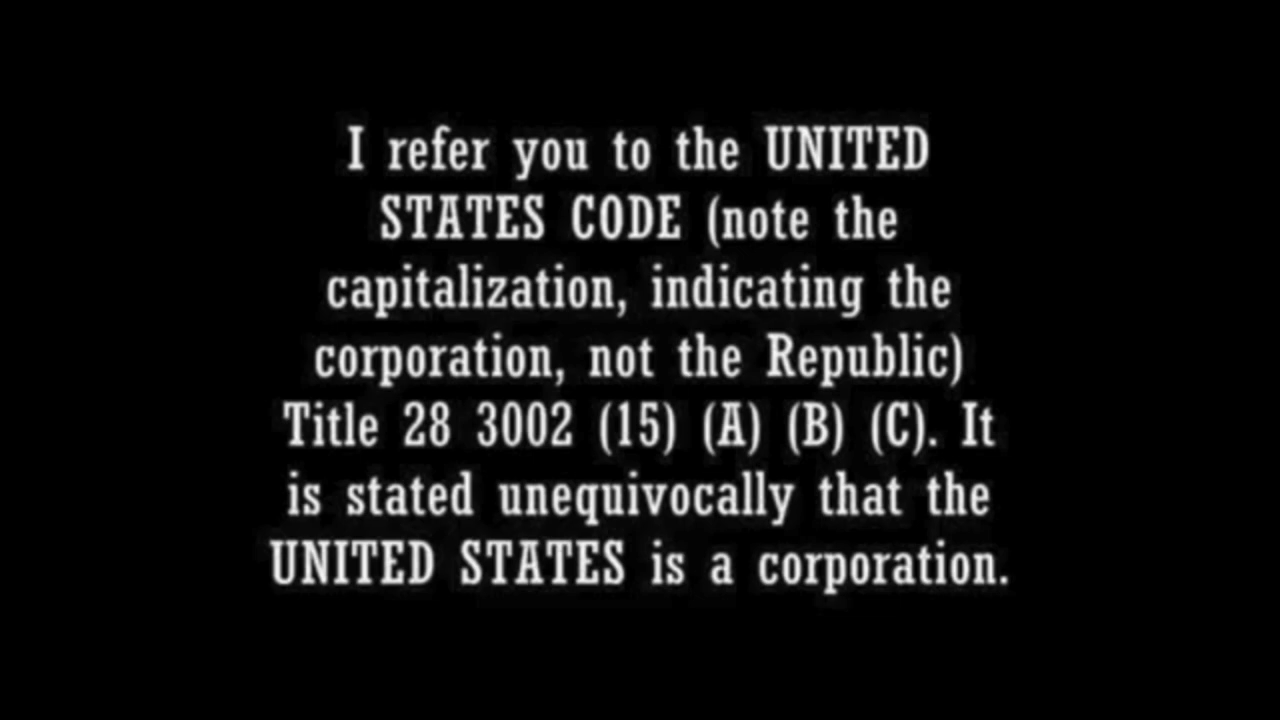 I refer you to the UNITED
STATES CODE (note the
capitalization, indicating the
corporation, not the Republic)
Title 28 3002 (15) (A) (B) (C). It
is stated unequivocally that the
UNITED STATES is a corporation.